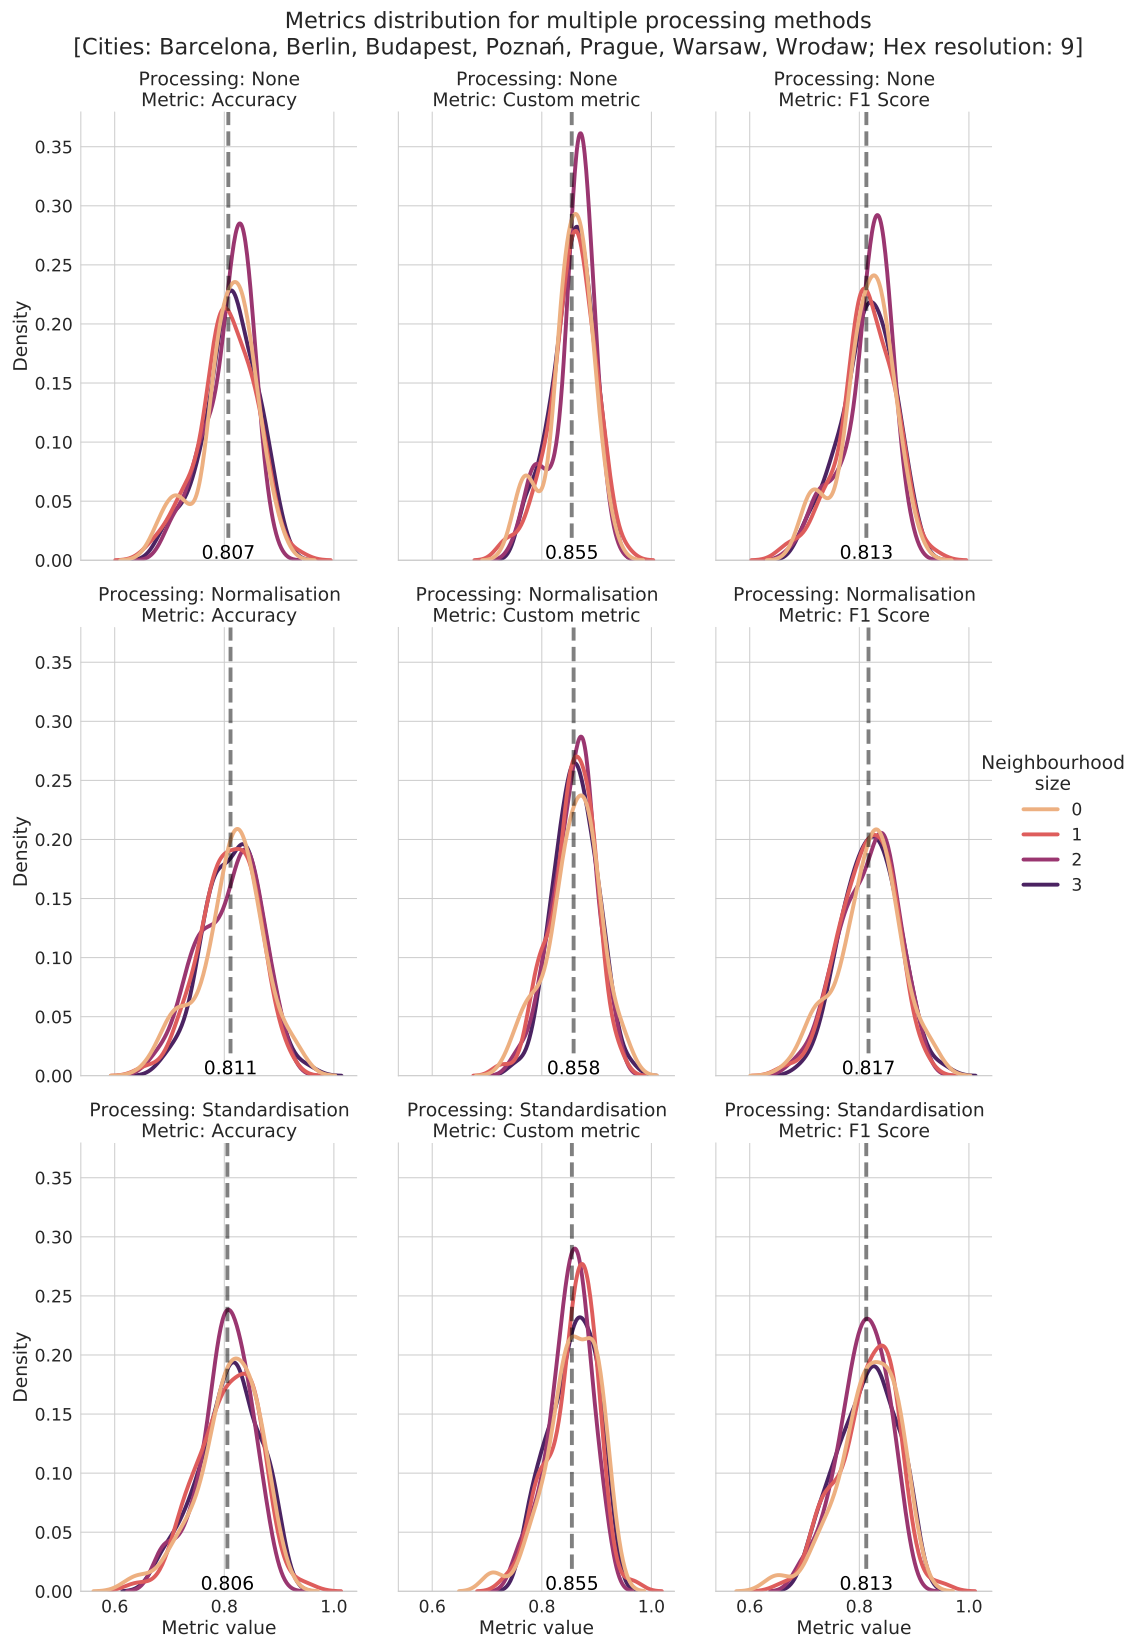 Metrics distribution for multiple processing methods
[Cities: Barcelona, Berlin, Budapest, Poznań, Prague, Warsaw, Wrocław; Hex resolution: 9]
Processing: None
Metric: Accuracy
Processing: None
Metric: Custom metric
Processing: None
Metric: F1 Score
Density
0.35
0.30
0.25
0.20
0.15
0.10
0.05
0.00
0.807
0.855
0.813
Processing: Normalisation
Metric: Accuracy
Processing: Normalisation
Metric: Custom metric
Processing: Normalisation
Metric: F1 Score
Density
0.35
0.30
0.25
0.20
0.15
0.10
0.05
0.00
0.811
0.858
0.817
Neighbourhood
size
0
1
2
3
Processing: Standardisation
Metric: Accuracy
Processing: Standardisation
Metric: Custom metric
Processing: Standardisation
Metric: F1 Score
Density
0.35
0.30
0.25
0.20
0.15
0.10
0.05
0.00
0.806
0.855
0.813
0.6 0.8 1.0
0.6 0.8 1.0
0.6 0.8 1.0
Metric value
Metric value
Metric value